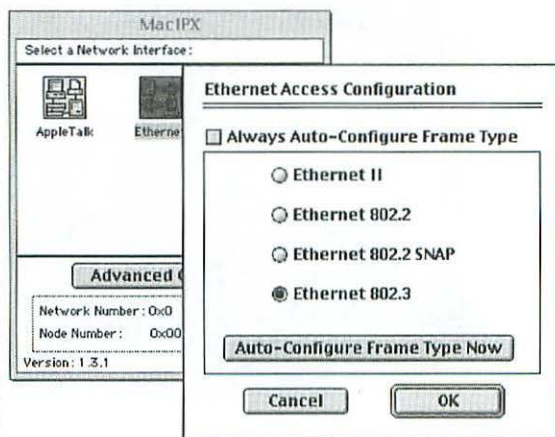 MacIPX
Select a Network Interface:
AppleTalk
Etherne
Advanced
Network Number: 0x0
Node Number: 0x00
Version: 1.3.1
Ethernet Access Configuration
Always Auto-Configure Frame Type
Ethernet II
Ethernet 802.2
Ethernet 802.2 SNAP
Ethernet 802.3
Auto-Configure Frame Type Now
Cancel
OK